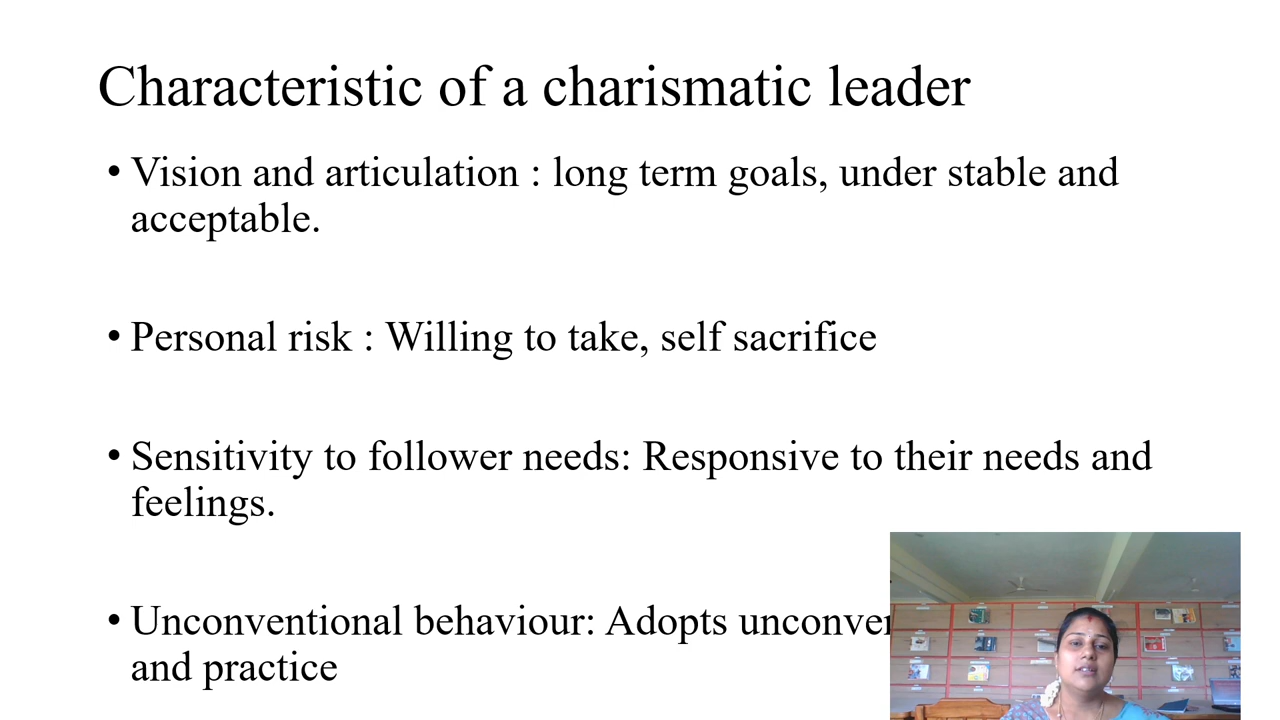 Characteristic of a charismatic leader
• Vision and articulation : long term goals, under stable and
acceptable.
• Personal risk : Willing to take, self sacrifice
• Sensitivity to follower needs: Responsive to their needs and
feelings.
• Unconventional behaviour: Adopts
and practice